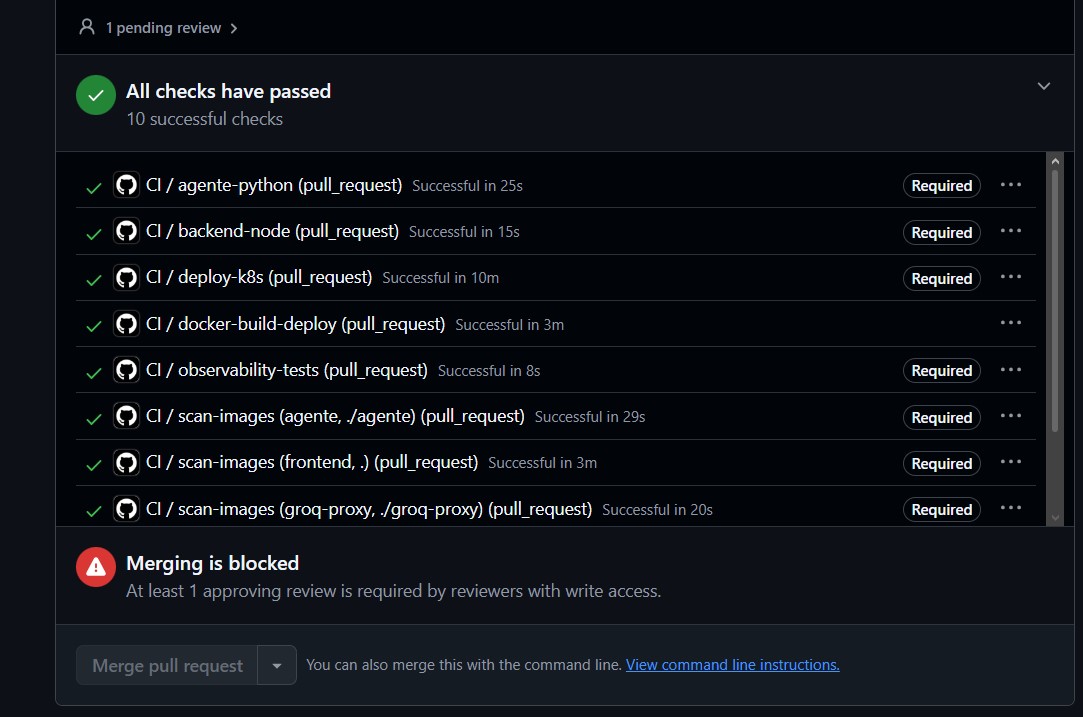 1 pending review
All checks have passed
10 successful checks
CI / agente-python (pull_request) Successful in 25s Required
CI / backend-node (pull_request) Successful in 15s Required
CI / deploy-k8s (pull_request) Successful in 10m Required
CI / docker-build-deploy (pull_request) Successful in 3m
CI / observability-tests (pull_request) Successful in 8s Required
CI / scan-images (agente, ./agente) (pull_request) Successful in 29s Required
CI / scan-images (frontend, .) (pull_request) Successful in 3m Required
CI / scan-images (groq-proxy, ./groq-proxy) (pull_request) Successful in 20s Required
Merging is blocked
At least 1 approving review is required by reviewers with write access.
Merge pull request You can also merge this with the command line. View command line instructions.